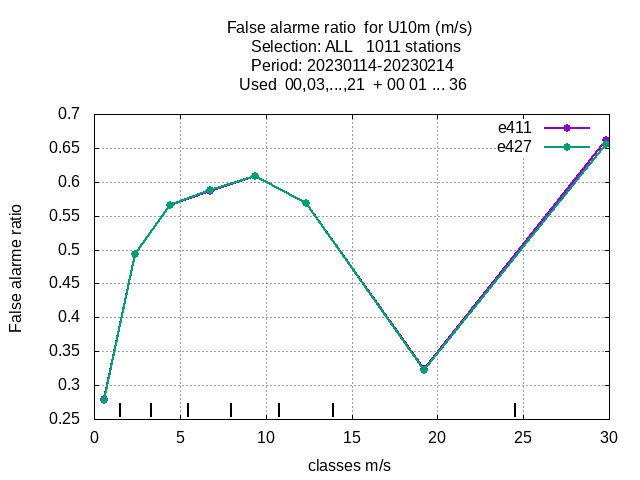 False alarme ratio  for U10m (m/s)
Selection: ALL   1011 stations
Period: 20230114-20230214
Used  00,03,...,21  + 00 01 ... 36
e411
e427
False alarme ratio
0.7
0.65
0.6
0.55
0.5
0.45
0.4
0.35
0.3
0.25
0 5 10 15 20 25 30
classes m/s